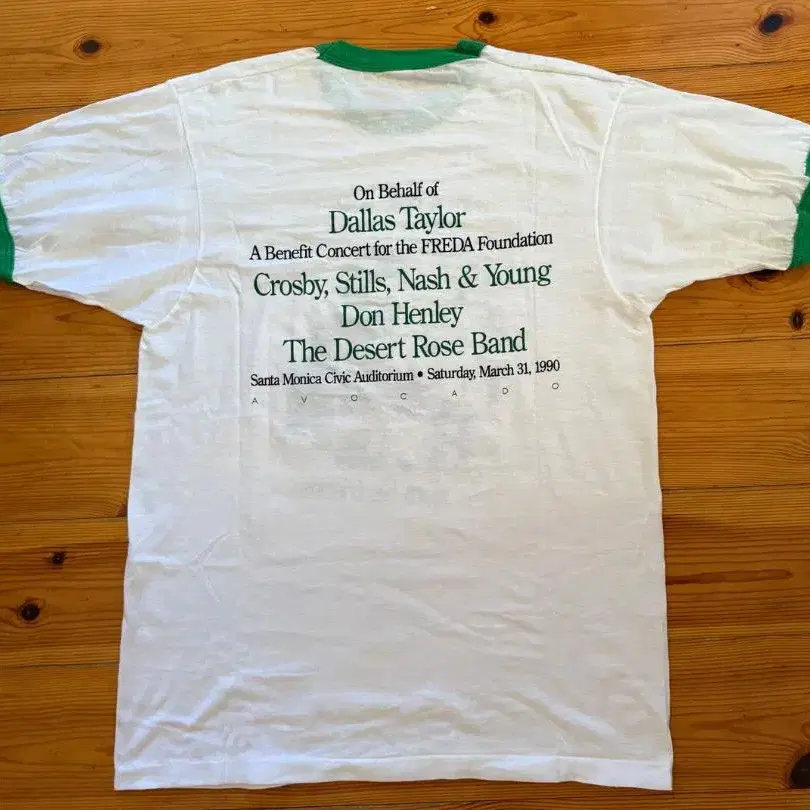 On Behalf of
Dallas Taylor
A Benefit Concert for the FREDA Foundation
Crosby, Stills, Nash & Young
Don Henley
The Desert Rose Band
Santa Monica Civic Auditorium • Saturday, March 31, 1990
A V O C A D O